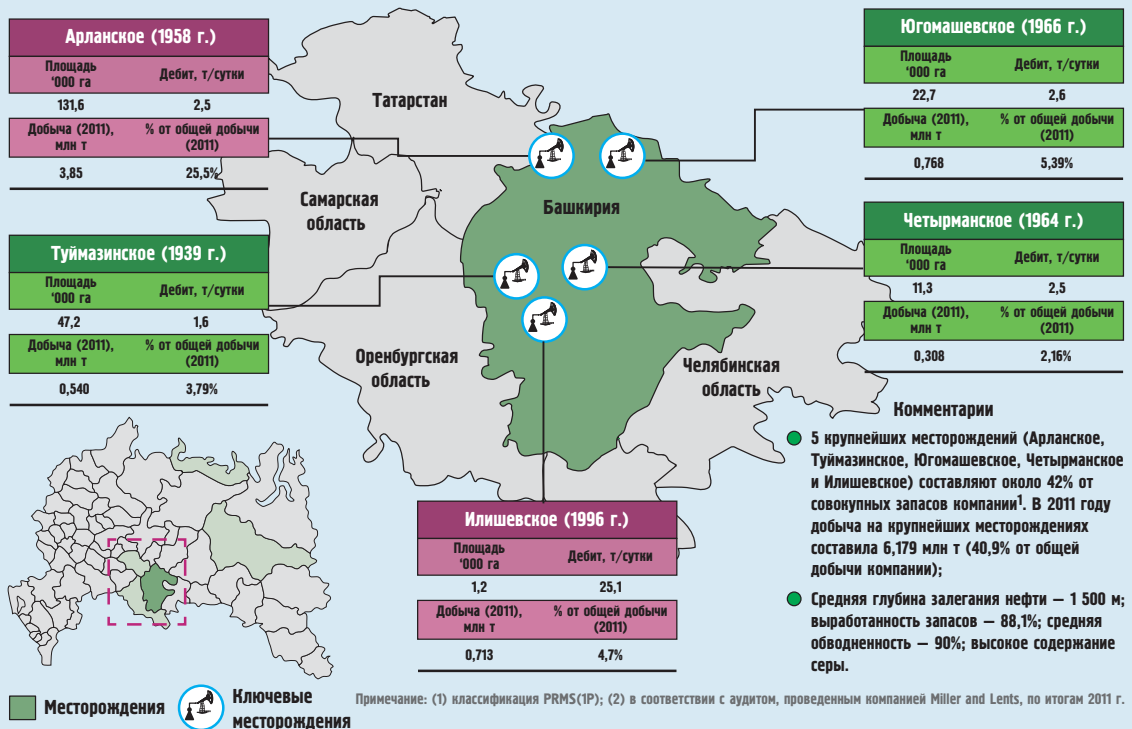 Арланское (1958 г.)
Площадь '000 га
Дебит, т/сутки
131,6
2,5
Добыча (2011), млн т
% от общей добычи (2011)
3,85
25,5%
Югомашевское (1966 г.)
Площадь '000 га
Дебит, т/сутки
22,7
2,6
Добыча (2011), млн т
% от общей добычи (2011)
0,768
5,39%
Татарстан
Самарская
область
Башкирия
Оренбургская
область
Челябинская
область
Туймазинское (1939 г.)
Площадь '000 га
Дебит, т/сутки
47,2
1,6
Добыча (2011), млн т
% от общей добычи (2011)
0,540
3,79%
Четырманское (1964 г.)
Площадь '000 га
Дебит, т/сутки
11,3
2,5
Добыча (2011), млн т
% от общей добычи (2011)
0,308
2,16%
Илишевское (1996 г.)
Площадь '000 га
Дебит, т/сутки
1,2
25,1
Добыча (2011), млн т
% от общей добычи (2011)
0,713
4,7%
Комментарии
5 крупнейших месторождений (Арланское,
Туймазинское, Югомашевское, Четырманское
и Илишевское) составляют около 42% от
совокупных запасов компании¹. В 2011 году
добыча на крупнейших месторождениях
составила 6,179 млн т (40,9% от общей
добычи компании);
Средняя глубина залегания нефти — 1 500 м;
выработанность запасов — 88,1%; средняя
обводненность — 90%; высокое содержание
серы.
Месторождения
Ключевые
месторождения
Примечание: (1) классификация PRMS(1P); (2) в соответствии с аудитом, проведенным компанией Miller and Lents, по итогам 2011 г.